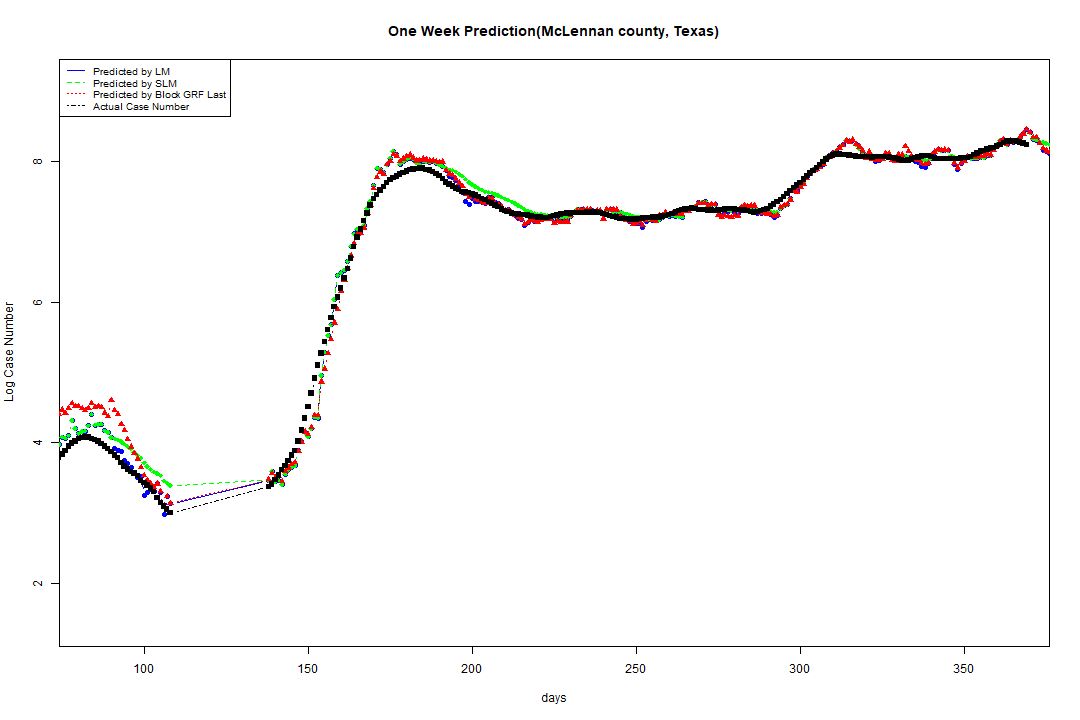 One Week Prediction(McLennan county, Texas)
Predicted by LM
Predicted by SLM
Predicted by Block GRF Last
Actual Case Number
8
6
4
2
Log Case Number
100 150 200 250 300 350
days